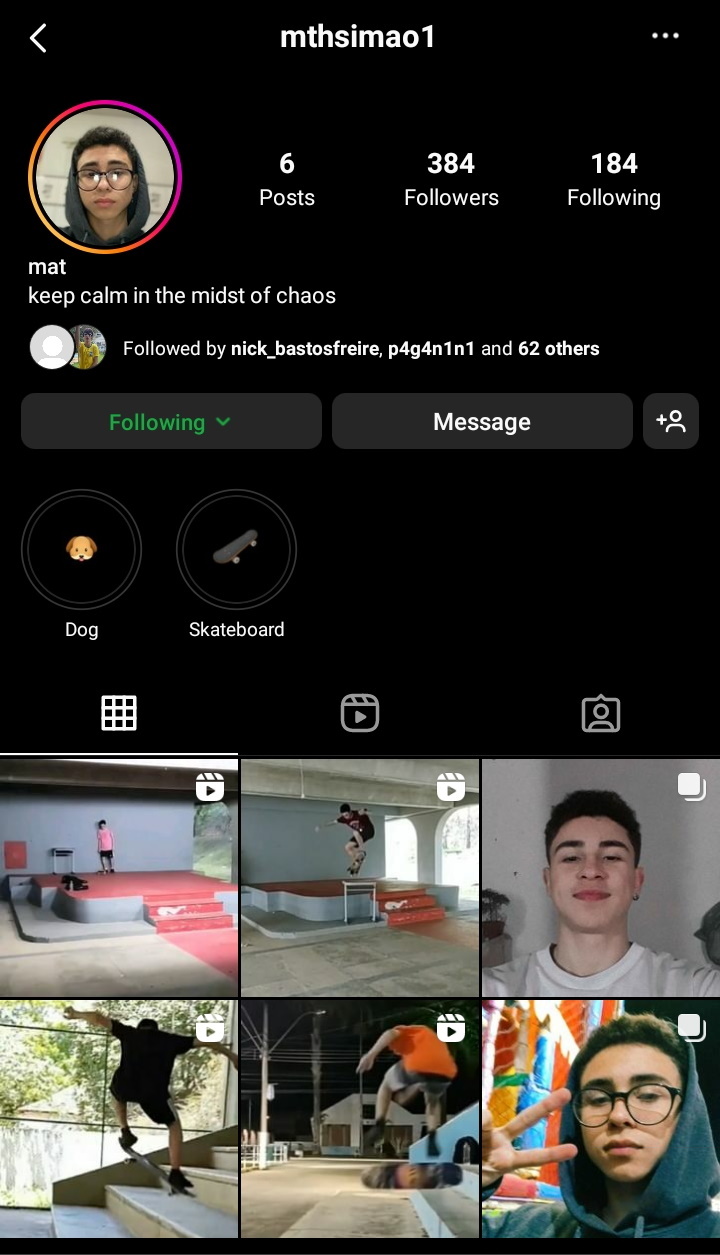 mthsimao1
6 384 184
Posts Followers Following
mat
keep calm in the midst of chaos
Followed by nick_bastosfreire, p4g4n1n1 and 62 others
Following Message
Dog Skateboard